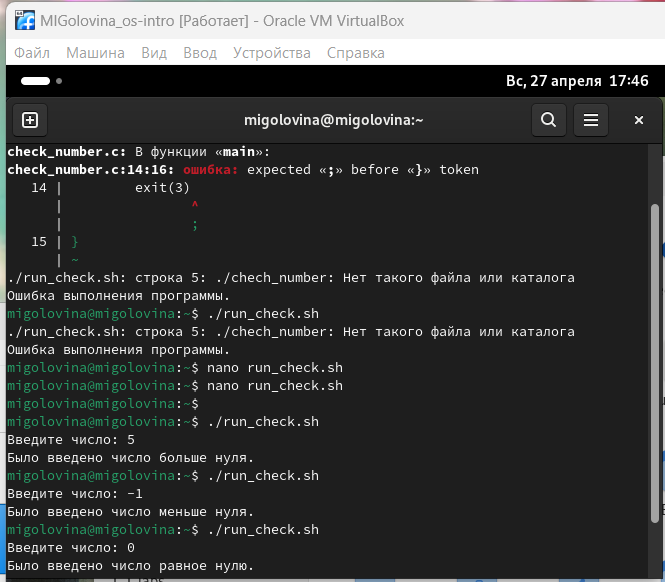 MIGolovina_os-intro [Работает] - Oracle VM VirtualBox
Файл Машина Вид Ввод Устройства Справка
Вс, 27 апреля 17:46
migolovina@migolovina:~
check_number.c: В функции «main»:
check_number.c:14:16: ошибка: expected «;» before «}» token
14 | exit(3)
| ^
| ;
15 | }
| ~
./run_check.sh: строка 5: ./chech_number: Нет такого файла или каталога
Ошибка выполнения программы.
migolovina@migolovina:~$ ./run_check.sh
./run_check.sh: строка 5: ./chech_number: Нет такого файла или каталога
Ошибка выполнения программы.
migolovina@migolovina:~$ nano run_check.sh
migolovina@migolovina:~$ nano run_check.sh
migolovina@migolovina:~$
migolovina@migolovina:~$ ./run_check.sh
Введите число: 5
Было введено число больше нуля.
migolovina@migolovina:~$ ./run_check.sh
Введите число: -1
Было введено число меньше нуля.
migolovina@migolovina:~$ ./run_check.sh
Введите число: 0
Было введено число равное нулю.